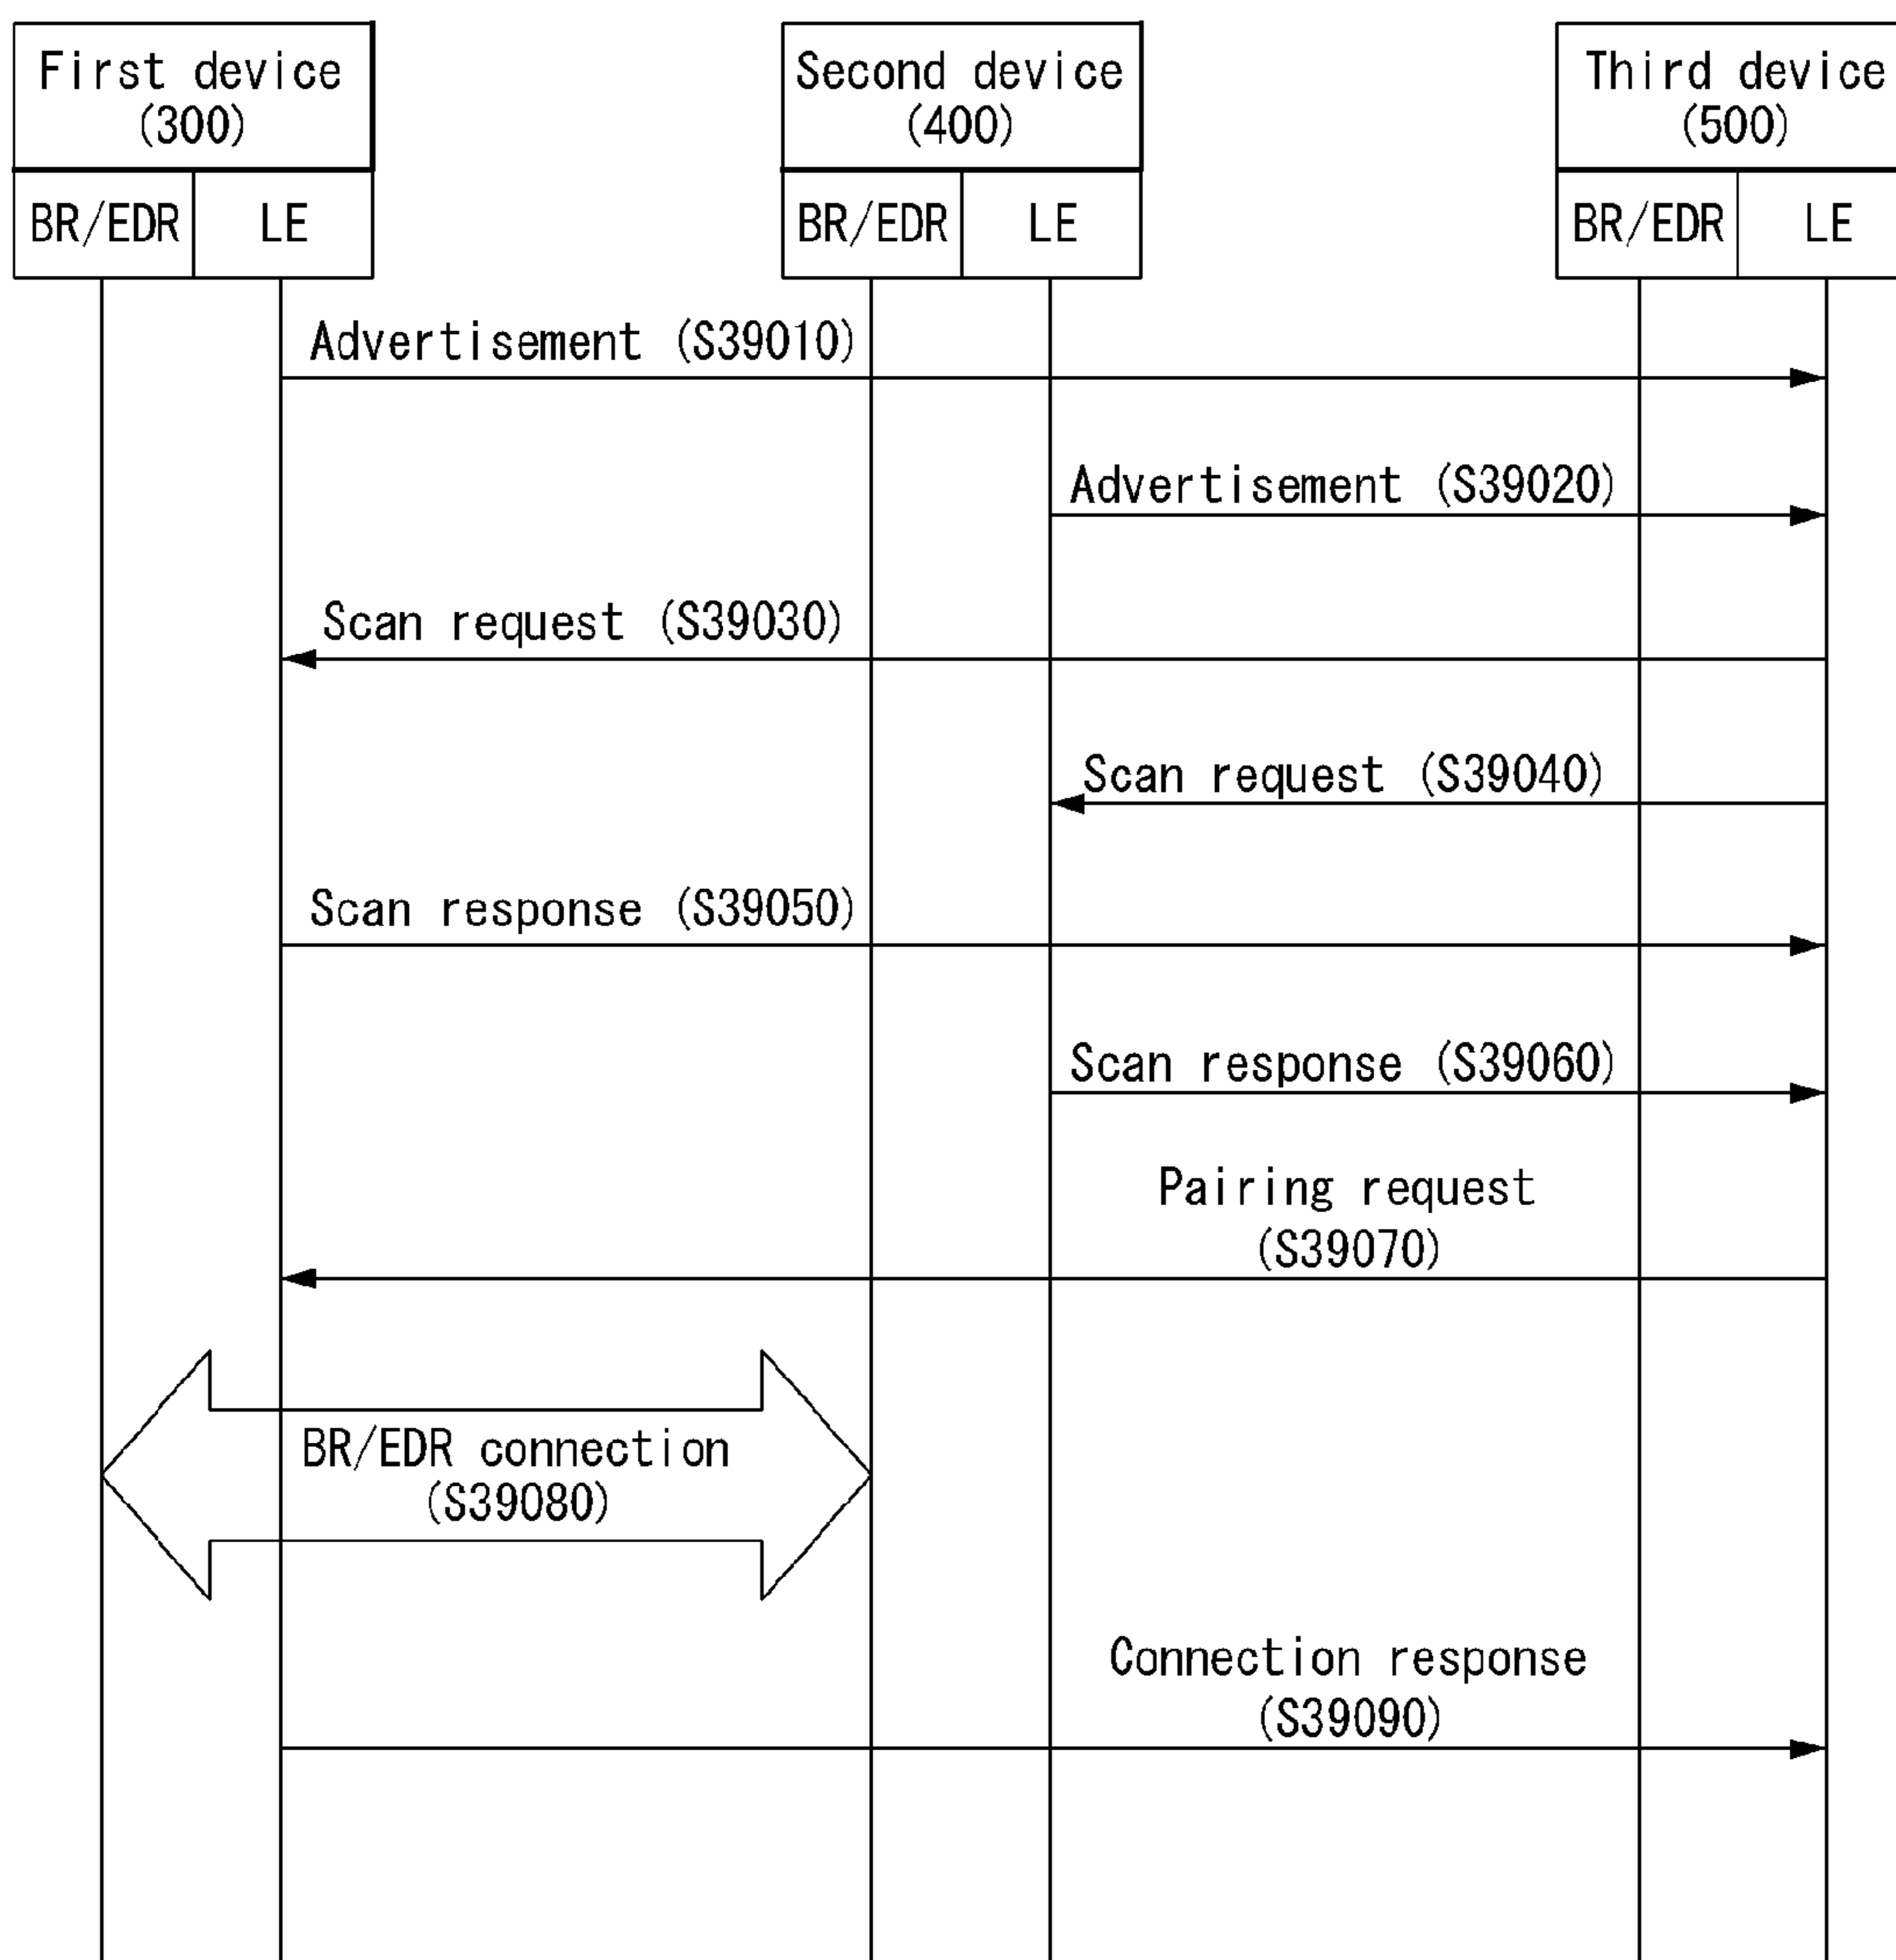 First device
(300)
Second device
(400)
Third device
(500)
BR/EDR
LE
BR/EDR
LE
BR/EDR
LE
Advertisement (S39010)
Advertisement (S39020)
Scan request (S39030)
Scan request (S39040)
Scan response (S39050)
Scan response (S39060)
Pairing request
(S39070)
BR/EDR connection
(S39080)
Connection response
(S39090)